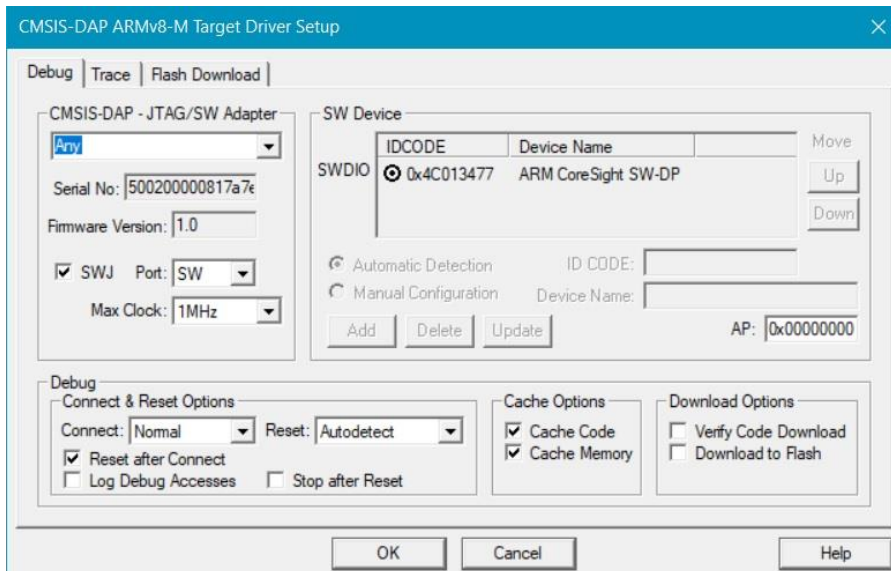 CMSIS-DAP ARMv8-M Target Driver Setup
Debug
Trace
Flash Download
CMSIS-DAP - JTAG/SW Adapter
Any
Serial No: 500200000817a7e
Firmware Version: 1.0
SWJ Port: SW
Max Clock: 1MHz
SW Device
IDCODE Device Name
SWDIO 0x4C013477 ARM CoreSight SW-DP
Move
Up
Down
Automatic Detection ID CODE:
Manual Configuration Device Name:
Add Delete Update AP: 0x00000000
Debug
Connect & Reset Options
Connect: Normal Reset: Autodetect
Reset after Connect
Log Debug Accesses Stop after Reset
Cache Options
Cache Code
Cache Memory
Download Options
Verify Code Download
Download to Flash
OK Cancel Help